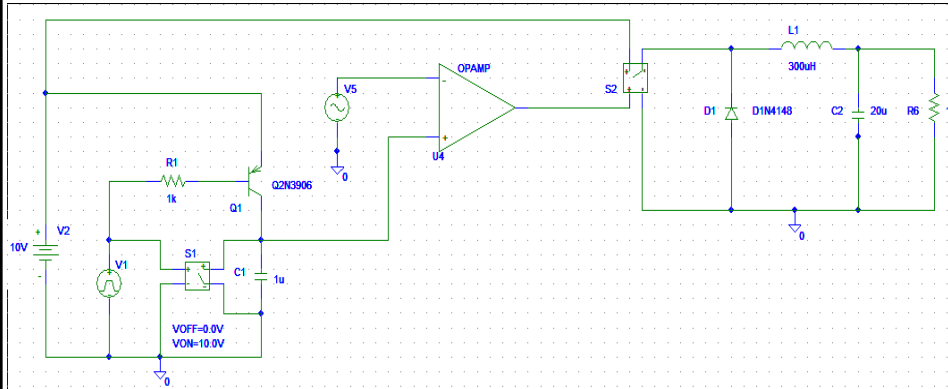 L1
300uH
OPAMP
V5
S2
D1
D1N4148
C2
20u
R6
U4
0
R1
1k
Q2N3906
Q1
+
V2
10V
-
V1
S1
C1
1u
VOFF=0.0V
VON=10.0V
0
0